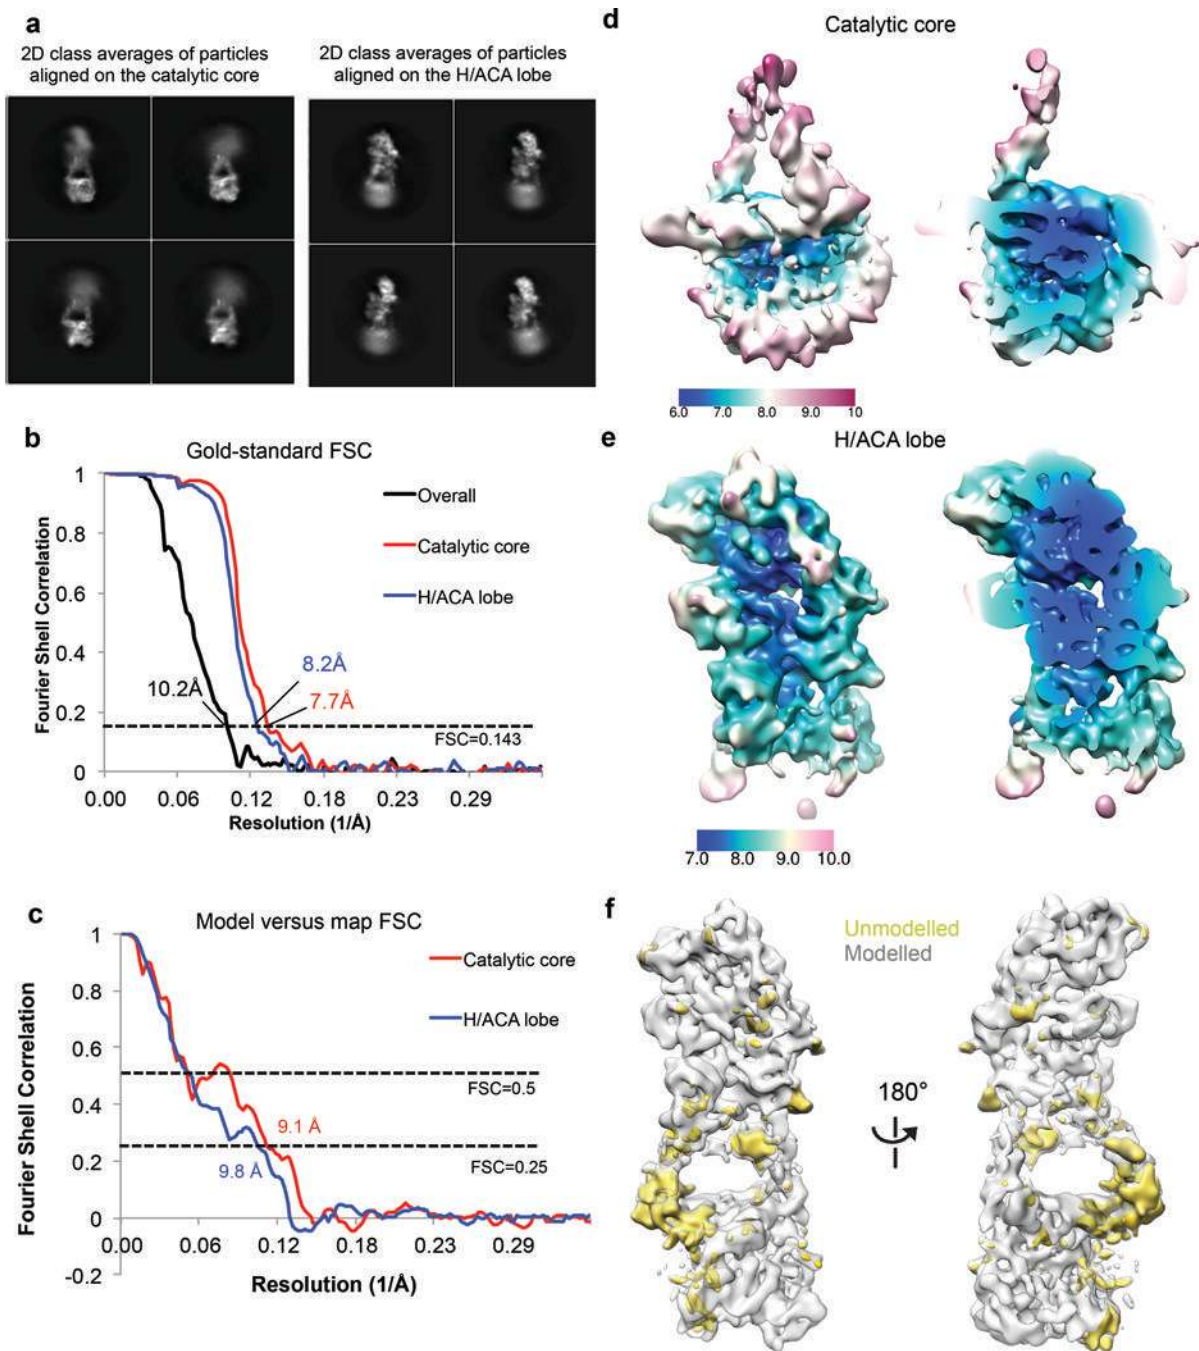 a
2D class averages of particles
aligned on the catalytic core
2D class averages of particles
aligned on the H/ACA lobe
b
Gold-standard FSC
Fourier Shell Correlation
1
0.8
0.6
0.4
0.2
0
Overall
Catalytic core
H/ACA lobe
10.2Å
8.2Å
7.7Å
FSC=0.143
0.00 0.06 0.12 0.18 0.23 0.29
Resolution (1/Å)
c
Model versus map FSC
Fourier Shell Correlation
1
0.8
0.6
0.4
0.2
0
-0.2
Catalytic core
H/ACA lobe
FSC=0.5
9.1 Å
9.8 Å
FSC=0.25
0.00 0.06 0.12 0.18 0.23 0.29
Resolution (1/Å)
d
Catalytic core
6.0 7.0 8.0 9.0 10
e
H/ACA lobe
7.0 8.0 9.0 10.0
f
Unmodelled
Modelled
180°